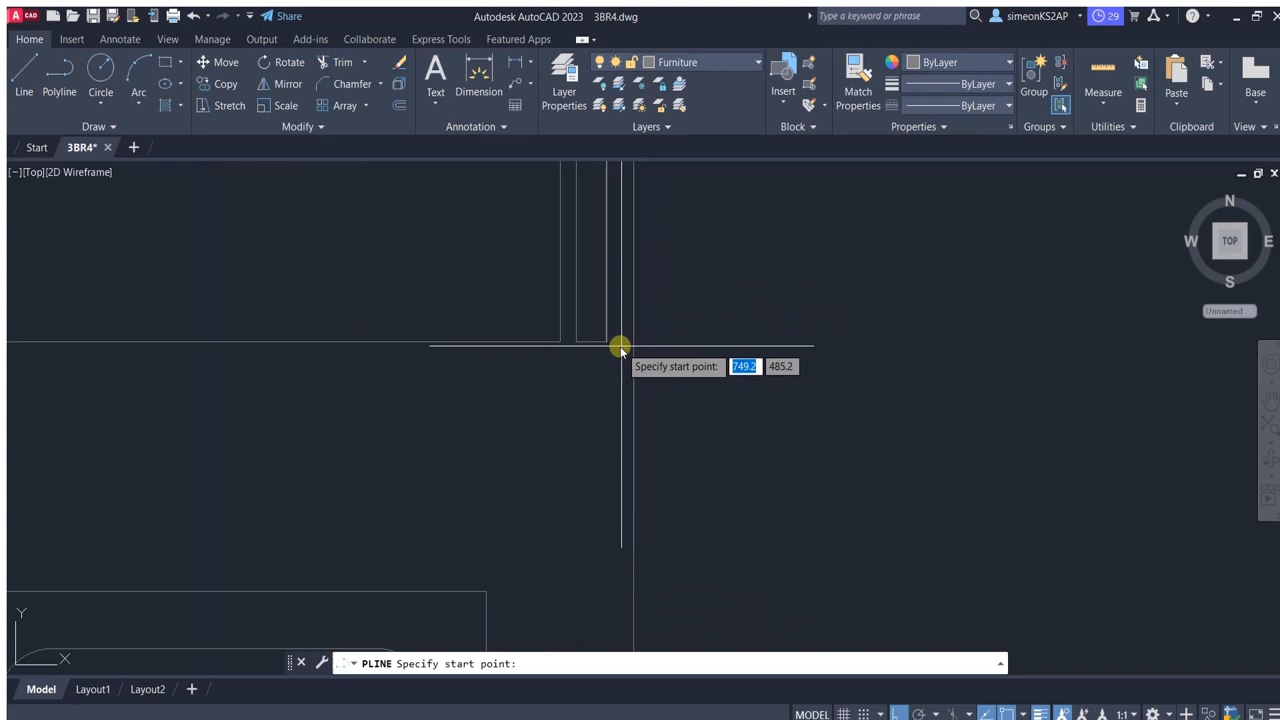 CAD
Share
Autodesk AutoCAD 2023 3BR4.dwg
Type a keyword or phrase
simeonKS2AP
29
Home Insert Annotate View Manage Output Add-ins Collaborate Express Tools Featured Apps
Line Polyline Circle Arc
Move Rotate Trim
Copy Mirror Chamfer
Stretch Scale Array
Text Dimension
Layer Properties
Furniture
Insert
Match Properties
ByLayer
ByLayer
ByLayer
Group
Measure
Paste
Base
Draw Modify Annotation Layers Block Properties Groups Utilities Clipboard View
Start 3BR4*
[−][Top][2D Wireframe]
N
W TOP E
S
Unnamed
Specify start point: 749.2 485.2
Y
X
PLINE Specify start point:
Model Layout1 Layout2
MODEL 1:1